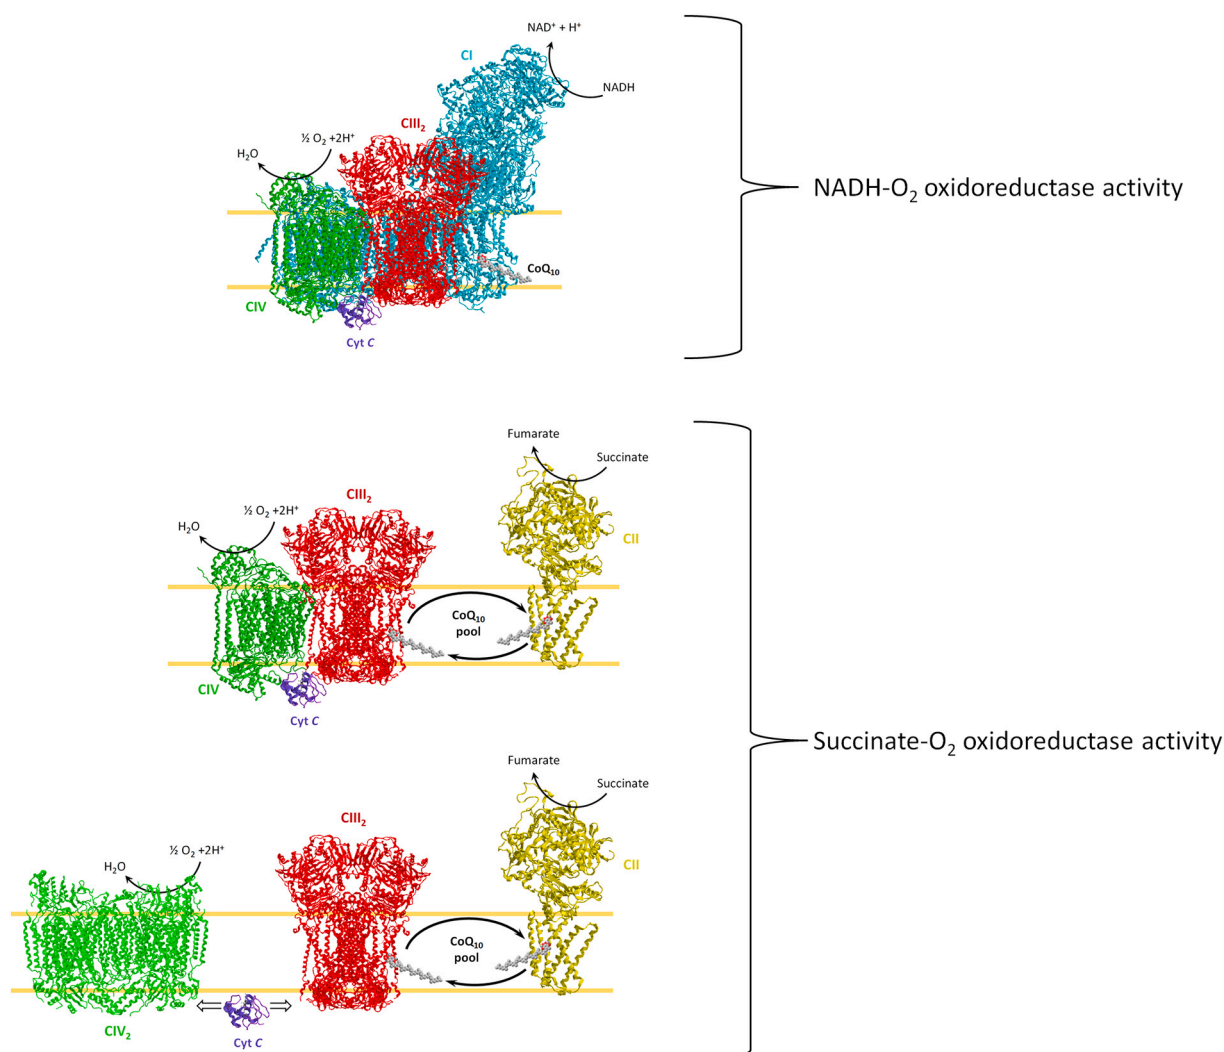 NAD⁺ + H⁺
CI
NADH
CIII₂
½ O₂ +2H⁺
H₂O
NADH-O₂ oxidoreductase activity
CoQ₁₀
CIV
Cyt C
Fumarate
Succinate
CIII₂
½ O₂ +2H⁺
H₂O
CII
CoQ₁₀
pool
CIV
Cyt C
Succinate-O₂ oxidoreductase activity
Fumarate
Succinate
CIII₂
½ O₂ +2H⁺
H₂O
CII
CoQ₁₀
pool
CIV₂
Cyt C